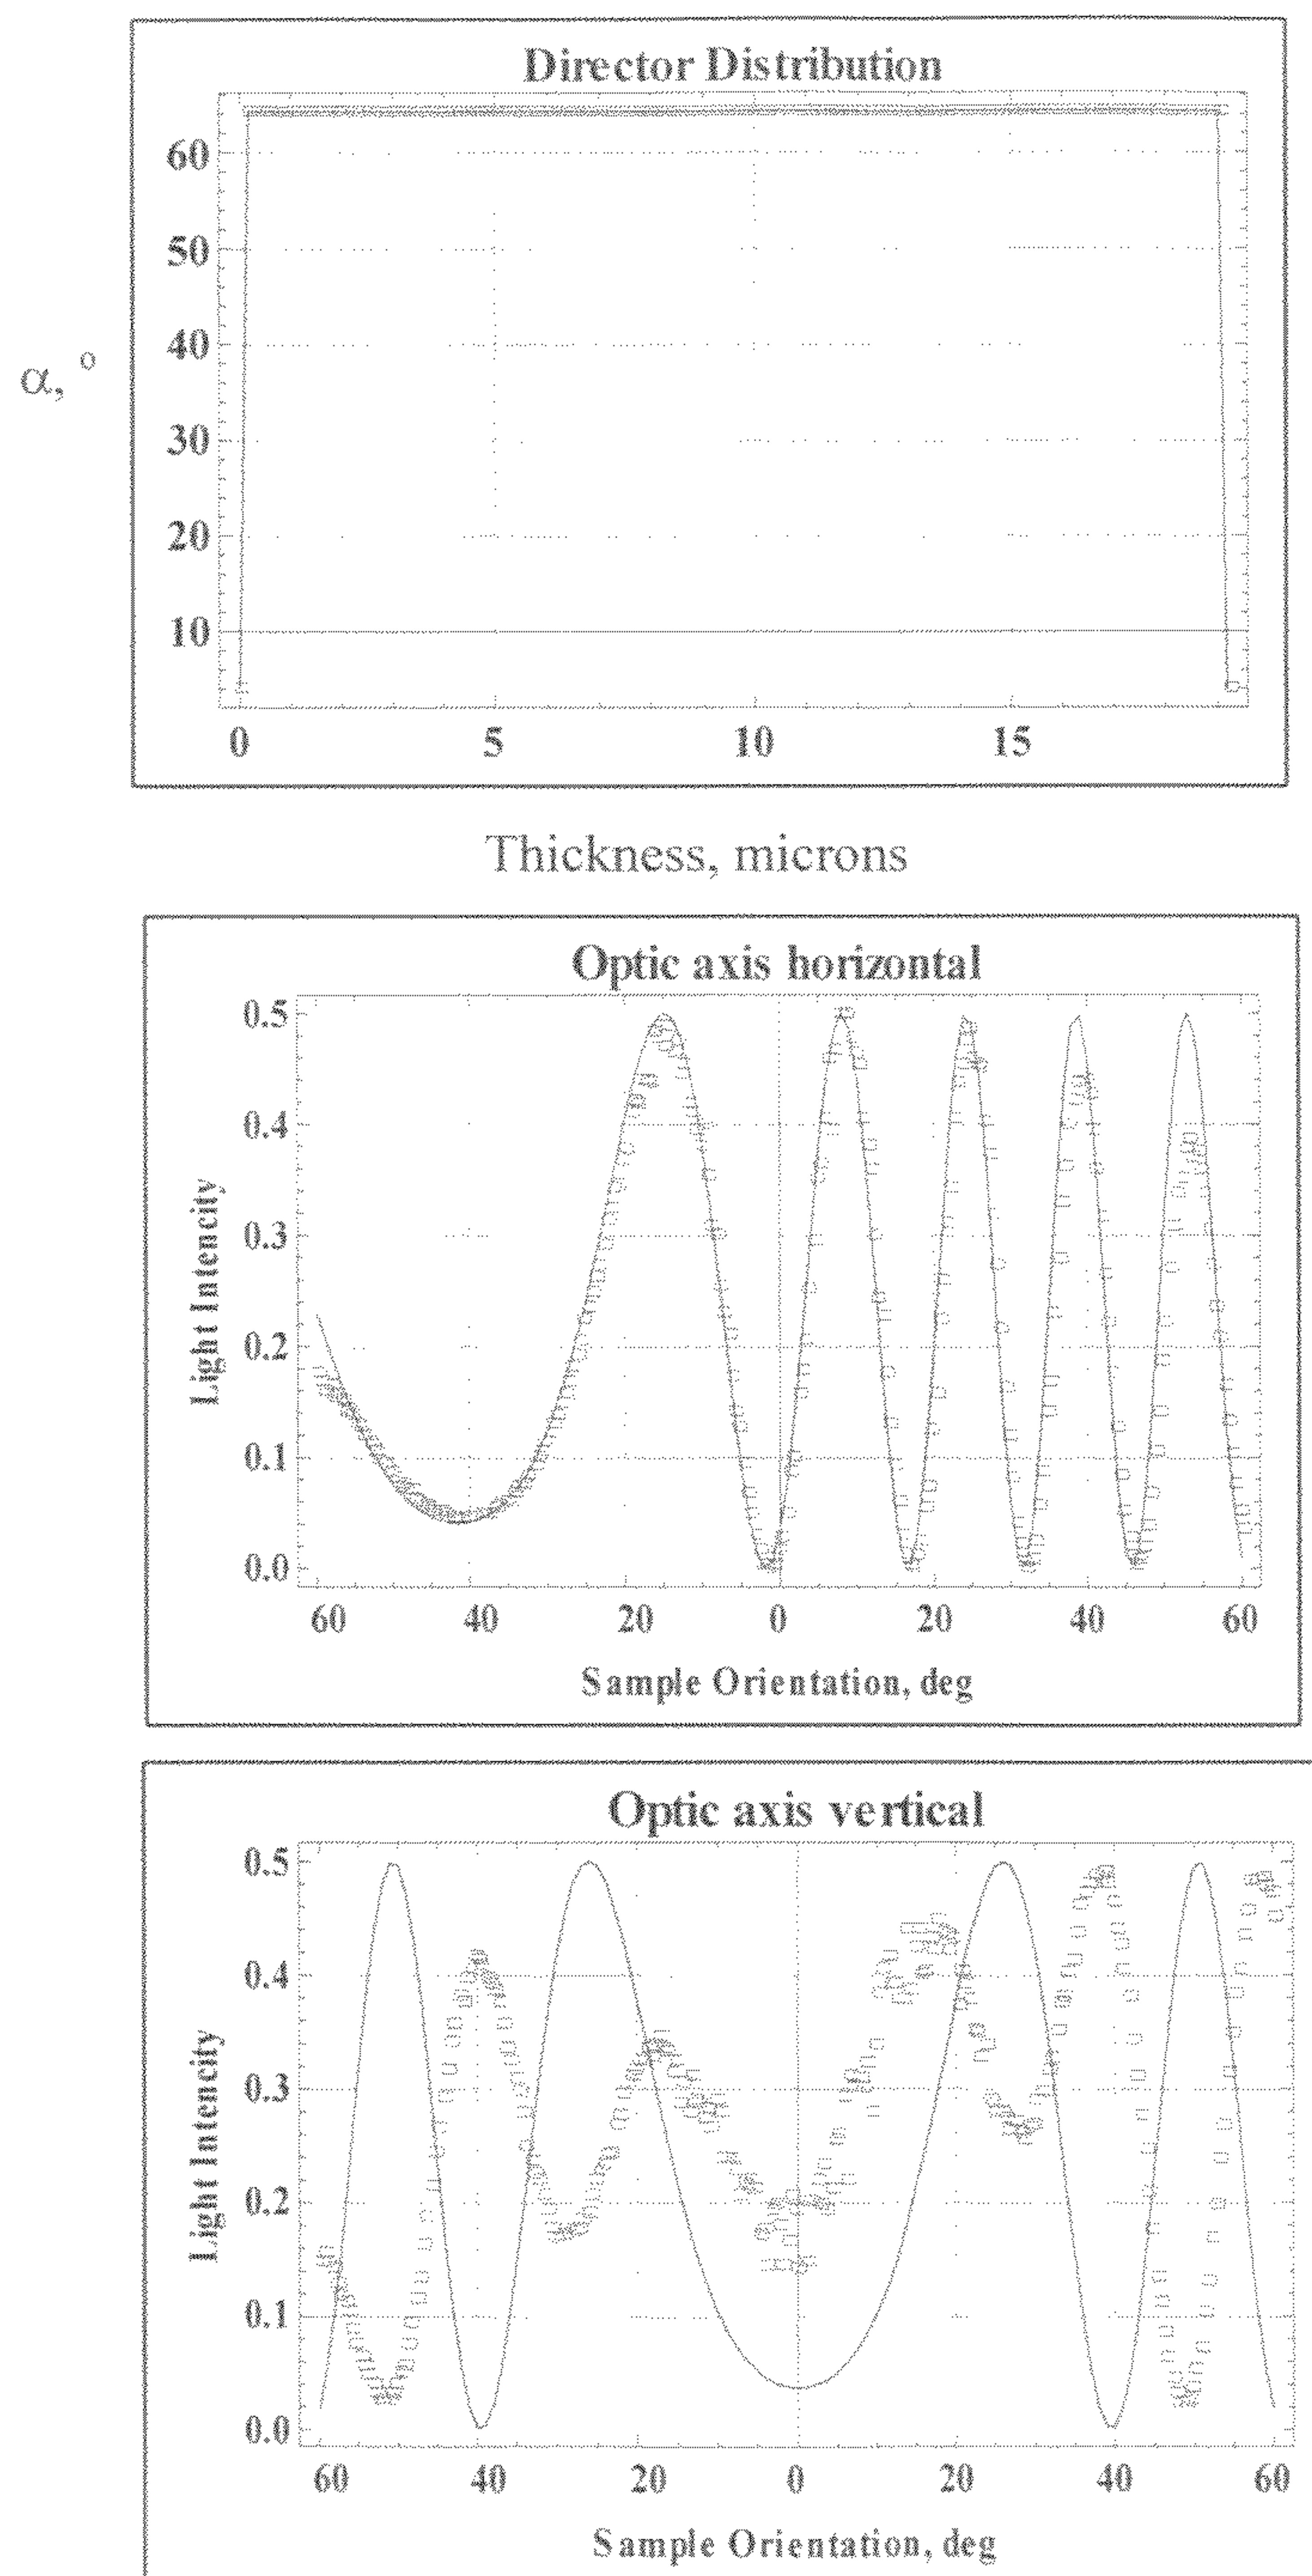 Director Distribution
60
50
40
α, °
30
20
10
0 5 10 15
Thickness, microns
Optic axis horizontal
0.5
0.4
0.3
Light Intencity
0.2
0.1
0.0
60 40 20 0 20 40 60
Sample Orientation, deg
Optic axis vertical
0.5
0.4
0.3
Light Intencity
0.2
0.1
0.0
60 40 20 0 20 40 60
Sample Orientation, deg